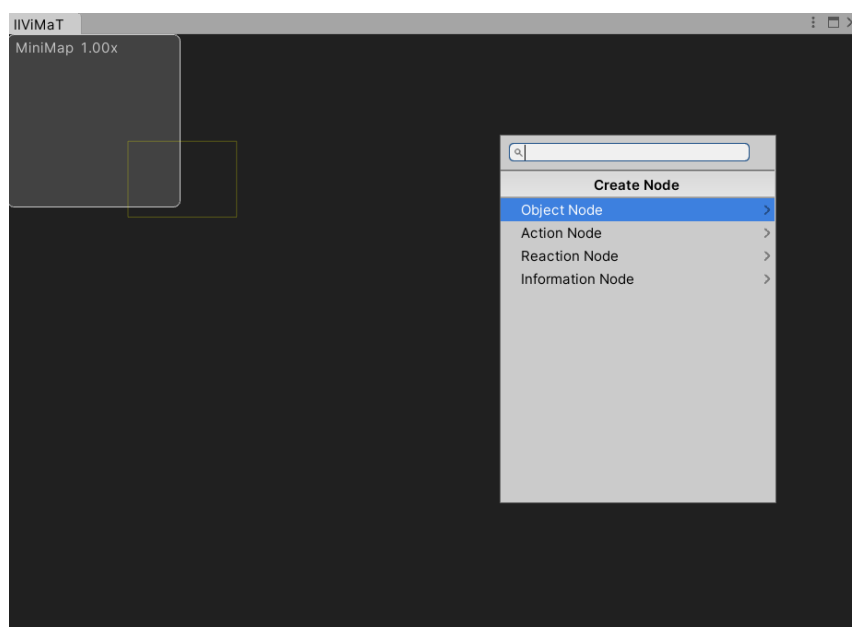 IIViMaT
MiniMap 1.00x
Create Node
Object Node
Action Node
Reaction Node
Information Node